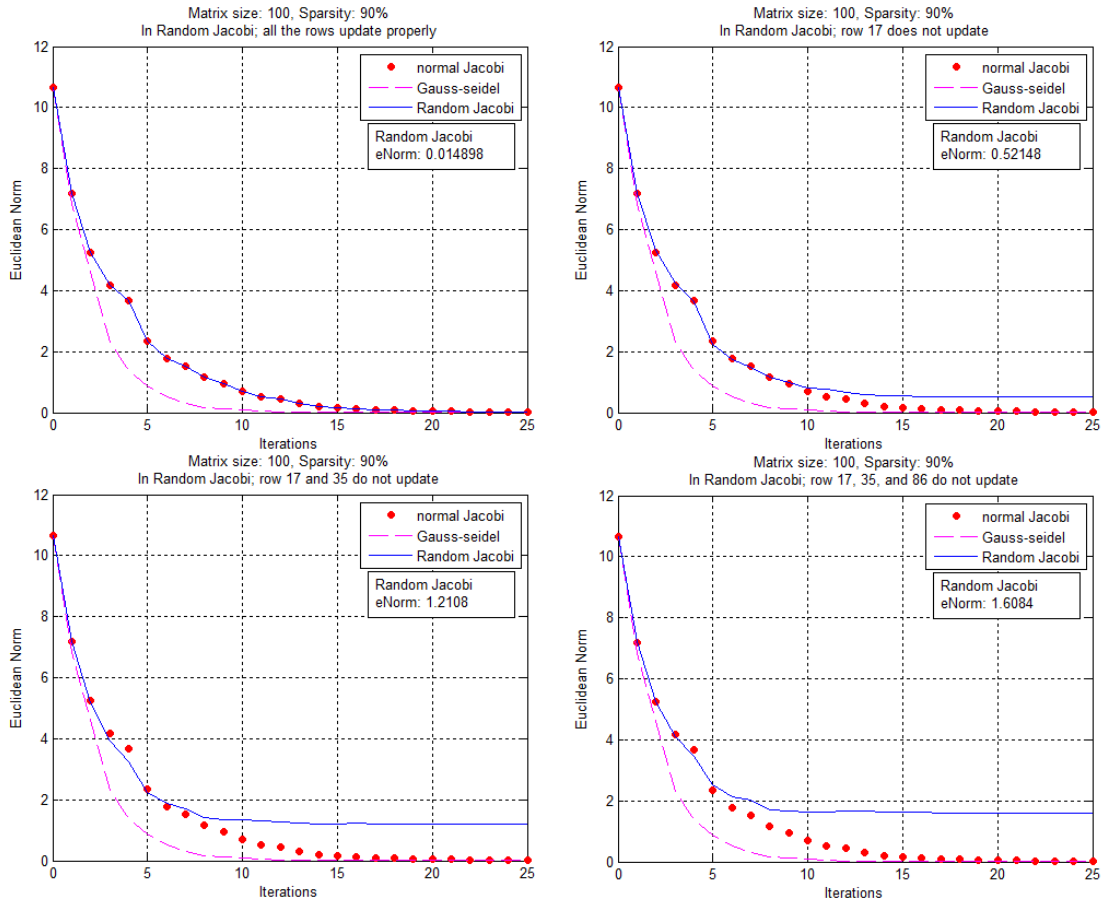 Matrix size: 100, Sparsity: 90%
In Random Jacobi; all the rows update properly
12
10
8
6
4
2
0
Euclidean Norm
normal Jacobi
Gauss-seidel
Random Jacobi
Random Jacobi
eNorm: 0.014898
0 5 10 15 20 25
Iterations
Matrix size: 100, Sparsity: 90%
In Random Jacobi; row 17 does not update
12
10
8
6
4
2
0
Euclidean Norm
normal Jacobi
Gauss-seidel
Random Jacobi
Random Jacobi
eNorm: 0.52148
0 5 10 15 20 25
Iterations
Matrix size: 100, Sparsity: 90%
In Random Jacobi; row 17 and 35 do not update
12
10
8
6
4
2
0
Euclidean Norm
normal Jacobi
Gauss-seidel
Random Jacobi
Random Jacobi
eNorm: 1.2108
0 5 10 15 20 25
Iterations
Matrix size: 100, Sparsity: 90%
In Random Jacobi; row 17, 35, and 86 do not update
12
10
8
6
4
2
0
Euclidean Norm
normal Jacobi
Gauss-seidel
Random Jacobi
Random Jacobi
eNorm: 1.6084
0 5 10 15 20 25
Iterations